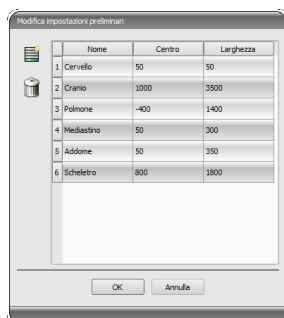 Modifica impostazioni preliminari
Nome Centro Larghezza
1 Cervello 50 50
2 Cranio 1000 3500
3 Polmone -400 1400
4 Mediastino 50 300
5 Addome 50 350
6 Scheletro 800 1800
OK Annulla